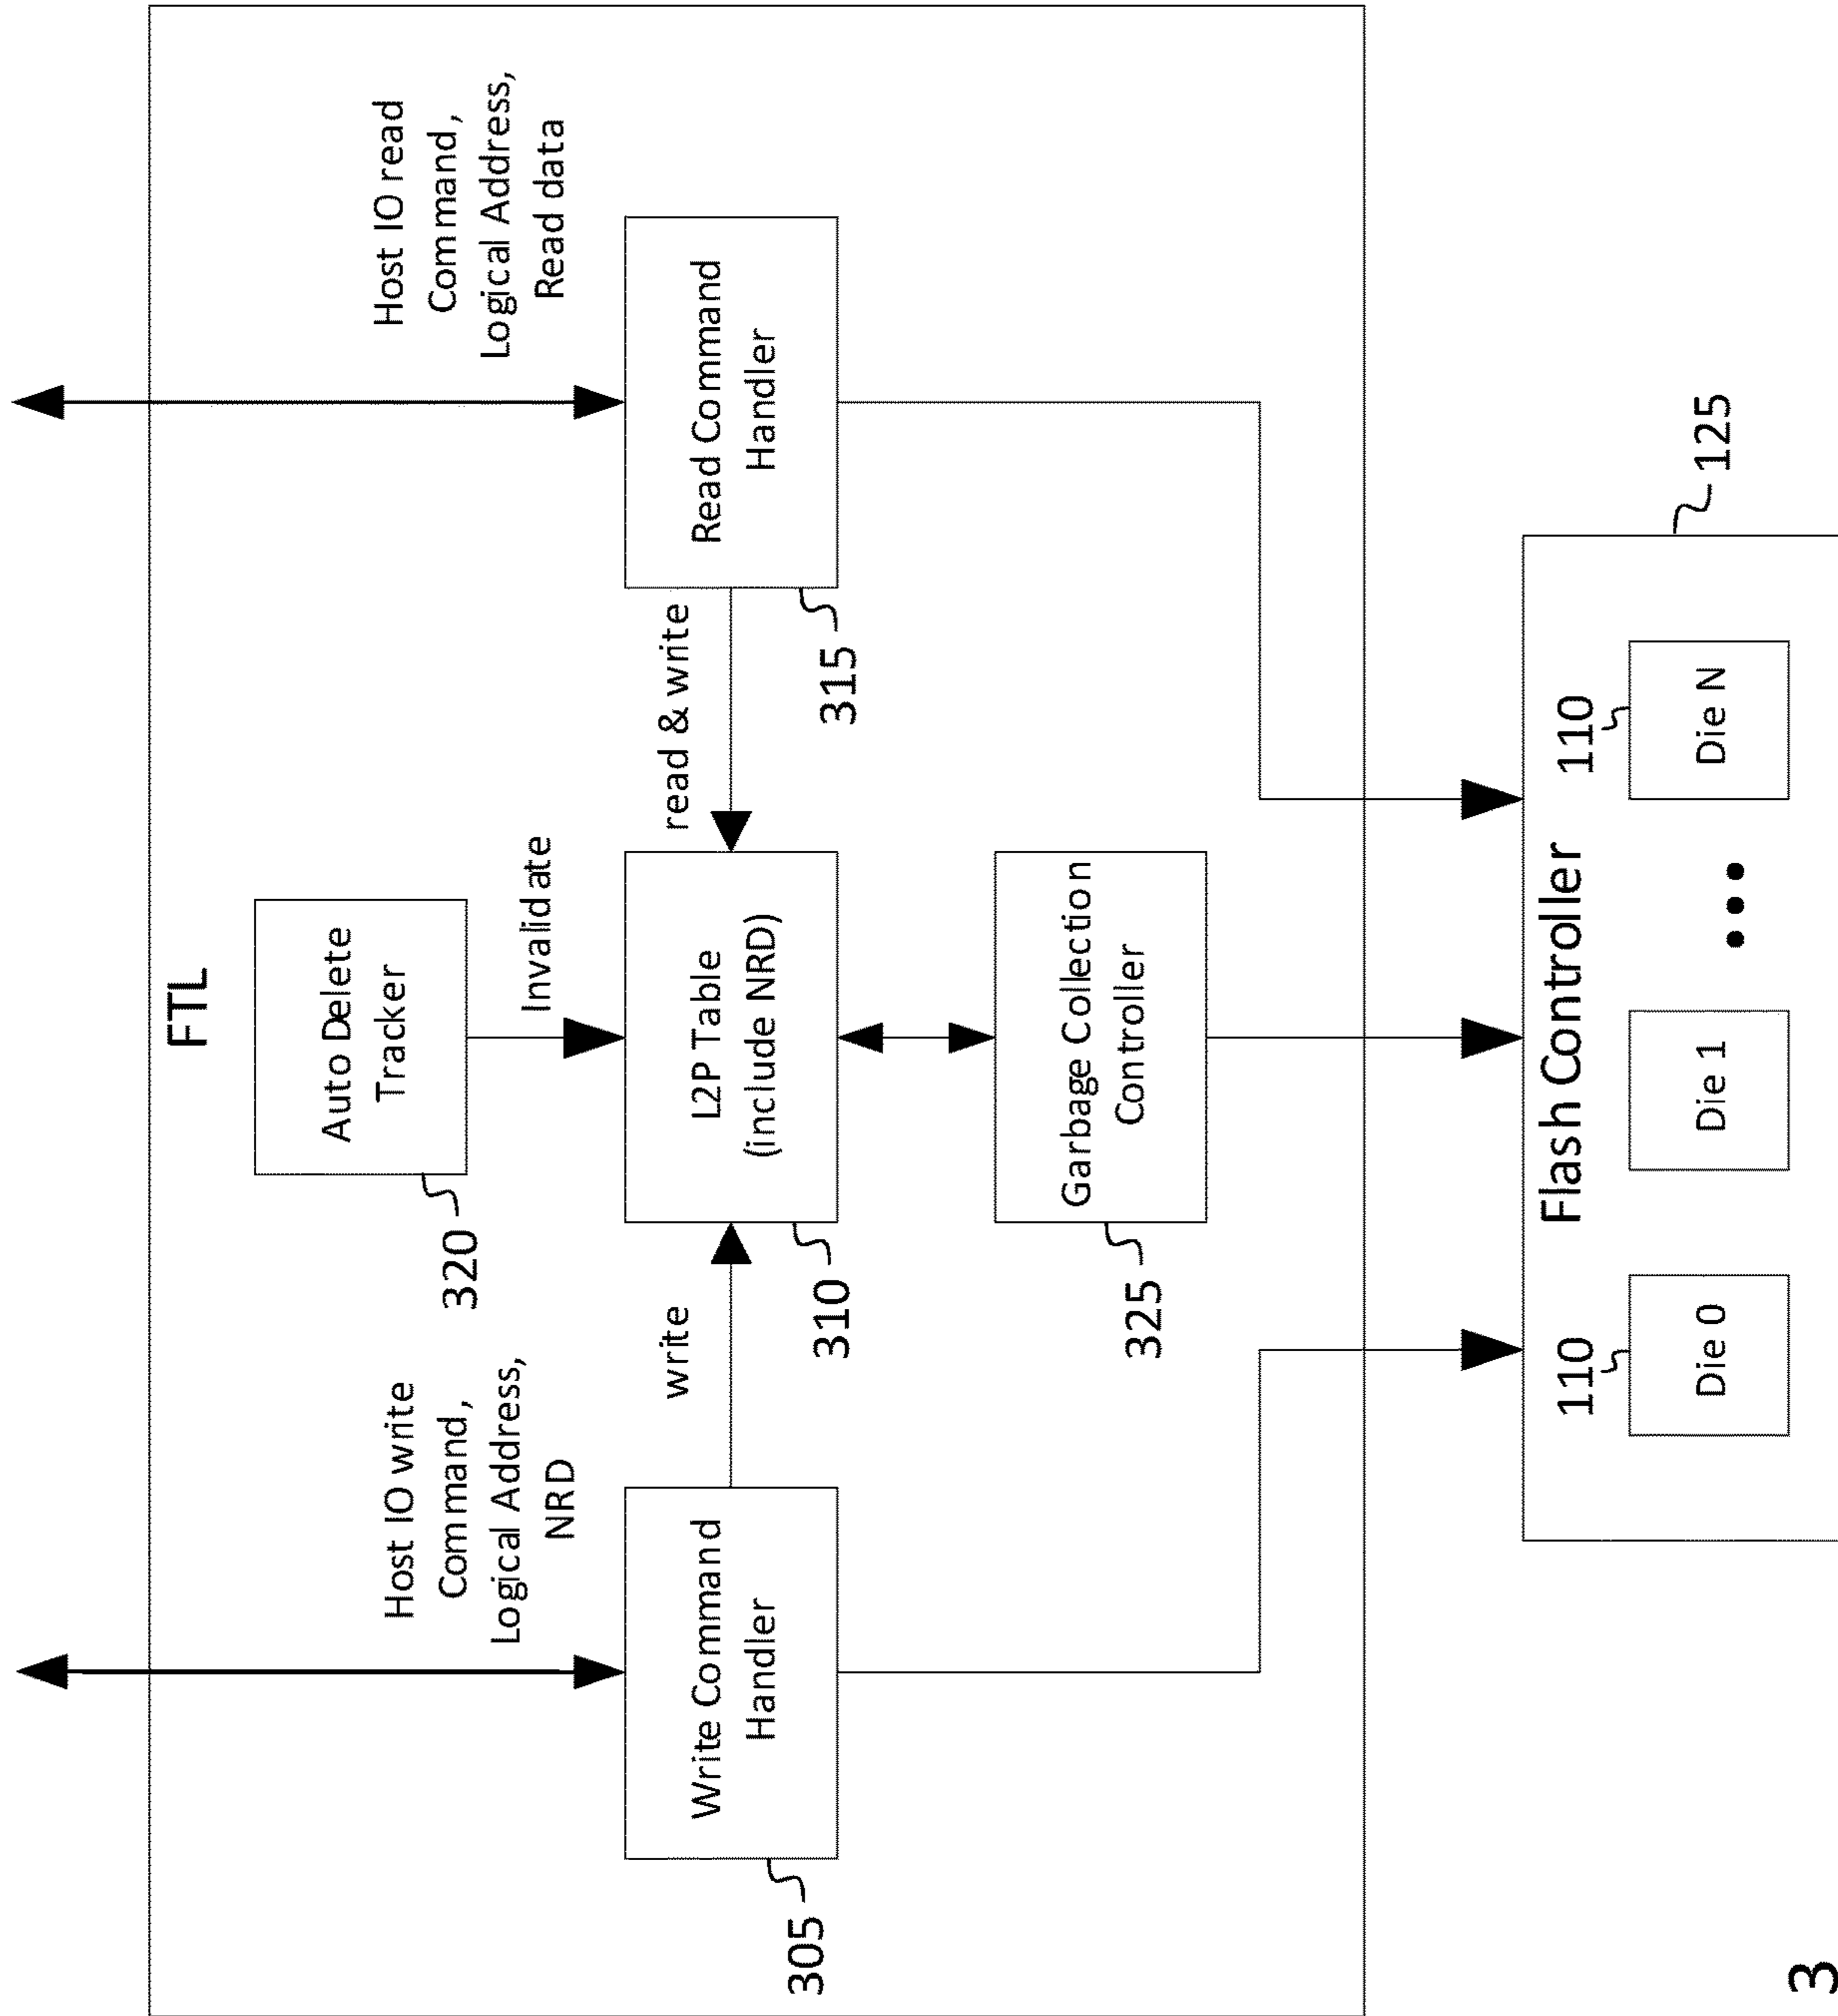 FTL
Host IO write
Command,
Logical Address,
NRD
Auto Delete
Tracker
320
Invalidate
Host IO read
Command,
Logical Address,
Read data
Write Command
Handler
305
write
L2P Table
(include NRD)
310
read & write
Read Command
Handler
315
Garbage Collection
Controller
325
Flash Controller
125
110
110
Die 0
Die 1
•••
Die N
3